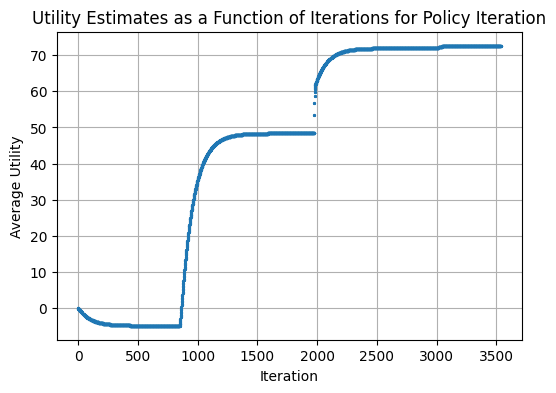 Utility Estimates as a Function of Iterations for Policy Iteration
70
60
50
40
30
20
10
0
Average Utility
0 500 1000 1500 2000 2500 3000 3500
Iteration